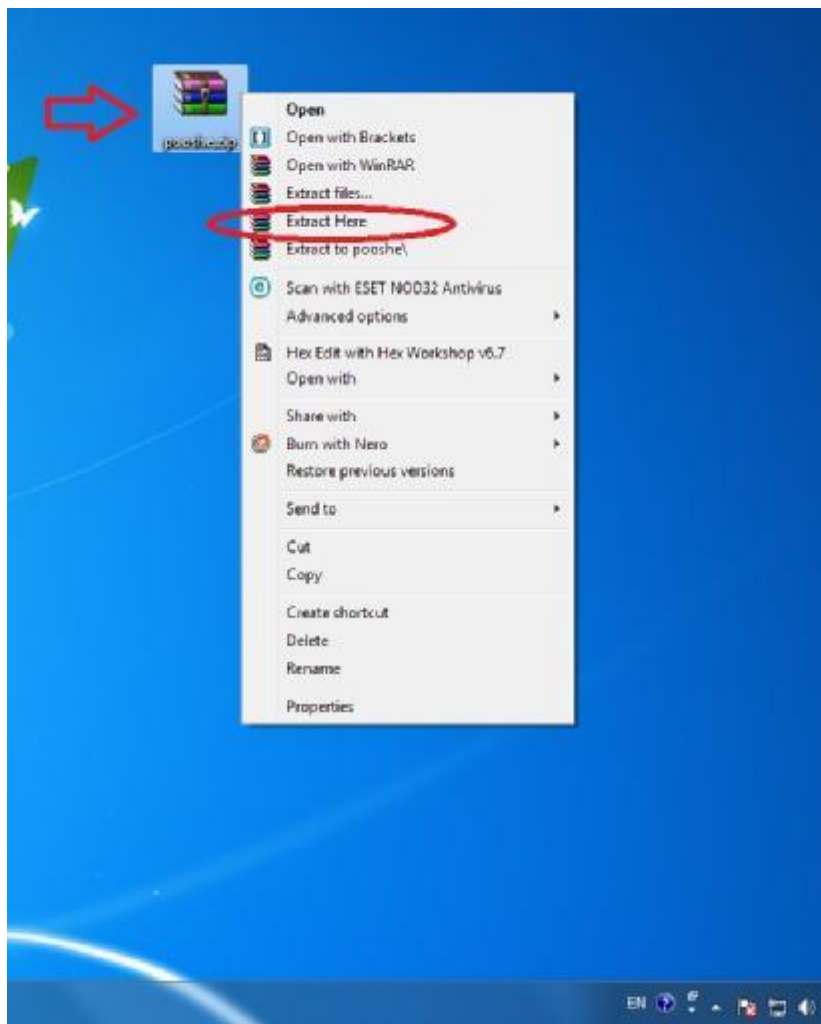 pooshe.zip
Open
Open with Brackets
Open with WinRAR
Extract files...
Extract Here
Extract to pooshe\
Scan with ESET NOD32 Antivirus
Advanced options
Hex Edit with Hex Workshop v6.7
Open with
Share with
Burn with Nero
Restore previous versions
Send to
Cut
Copy
Create shortcut
Delete
Rename
Properties
EN